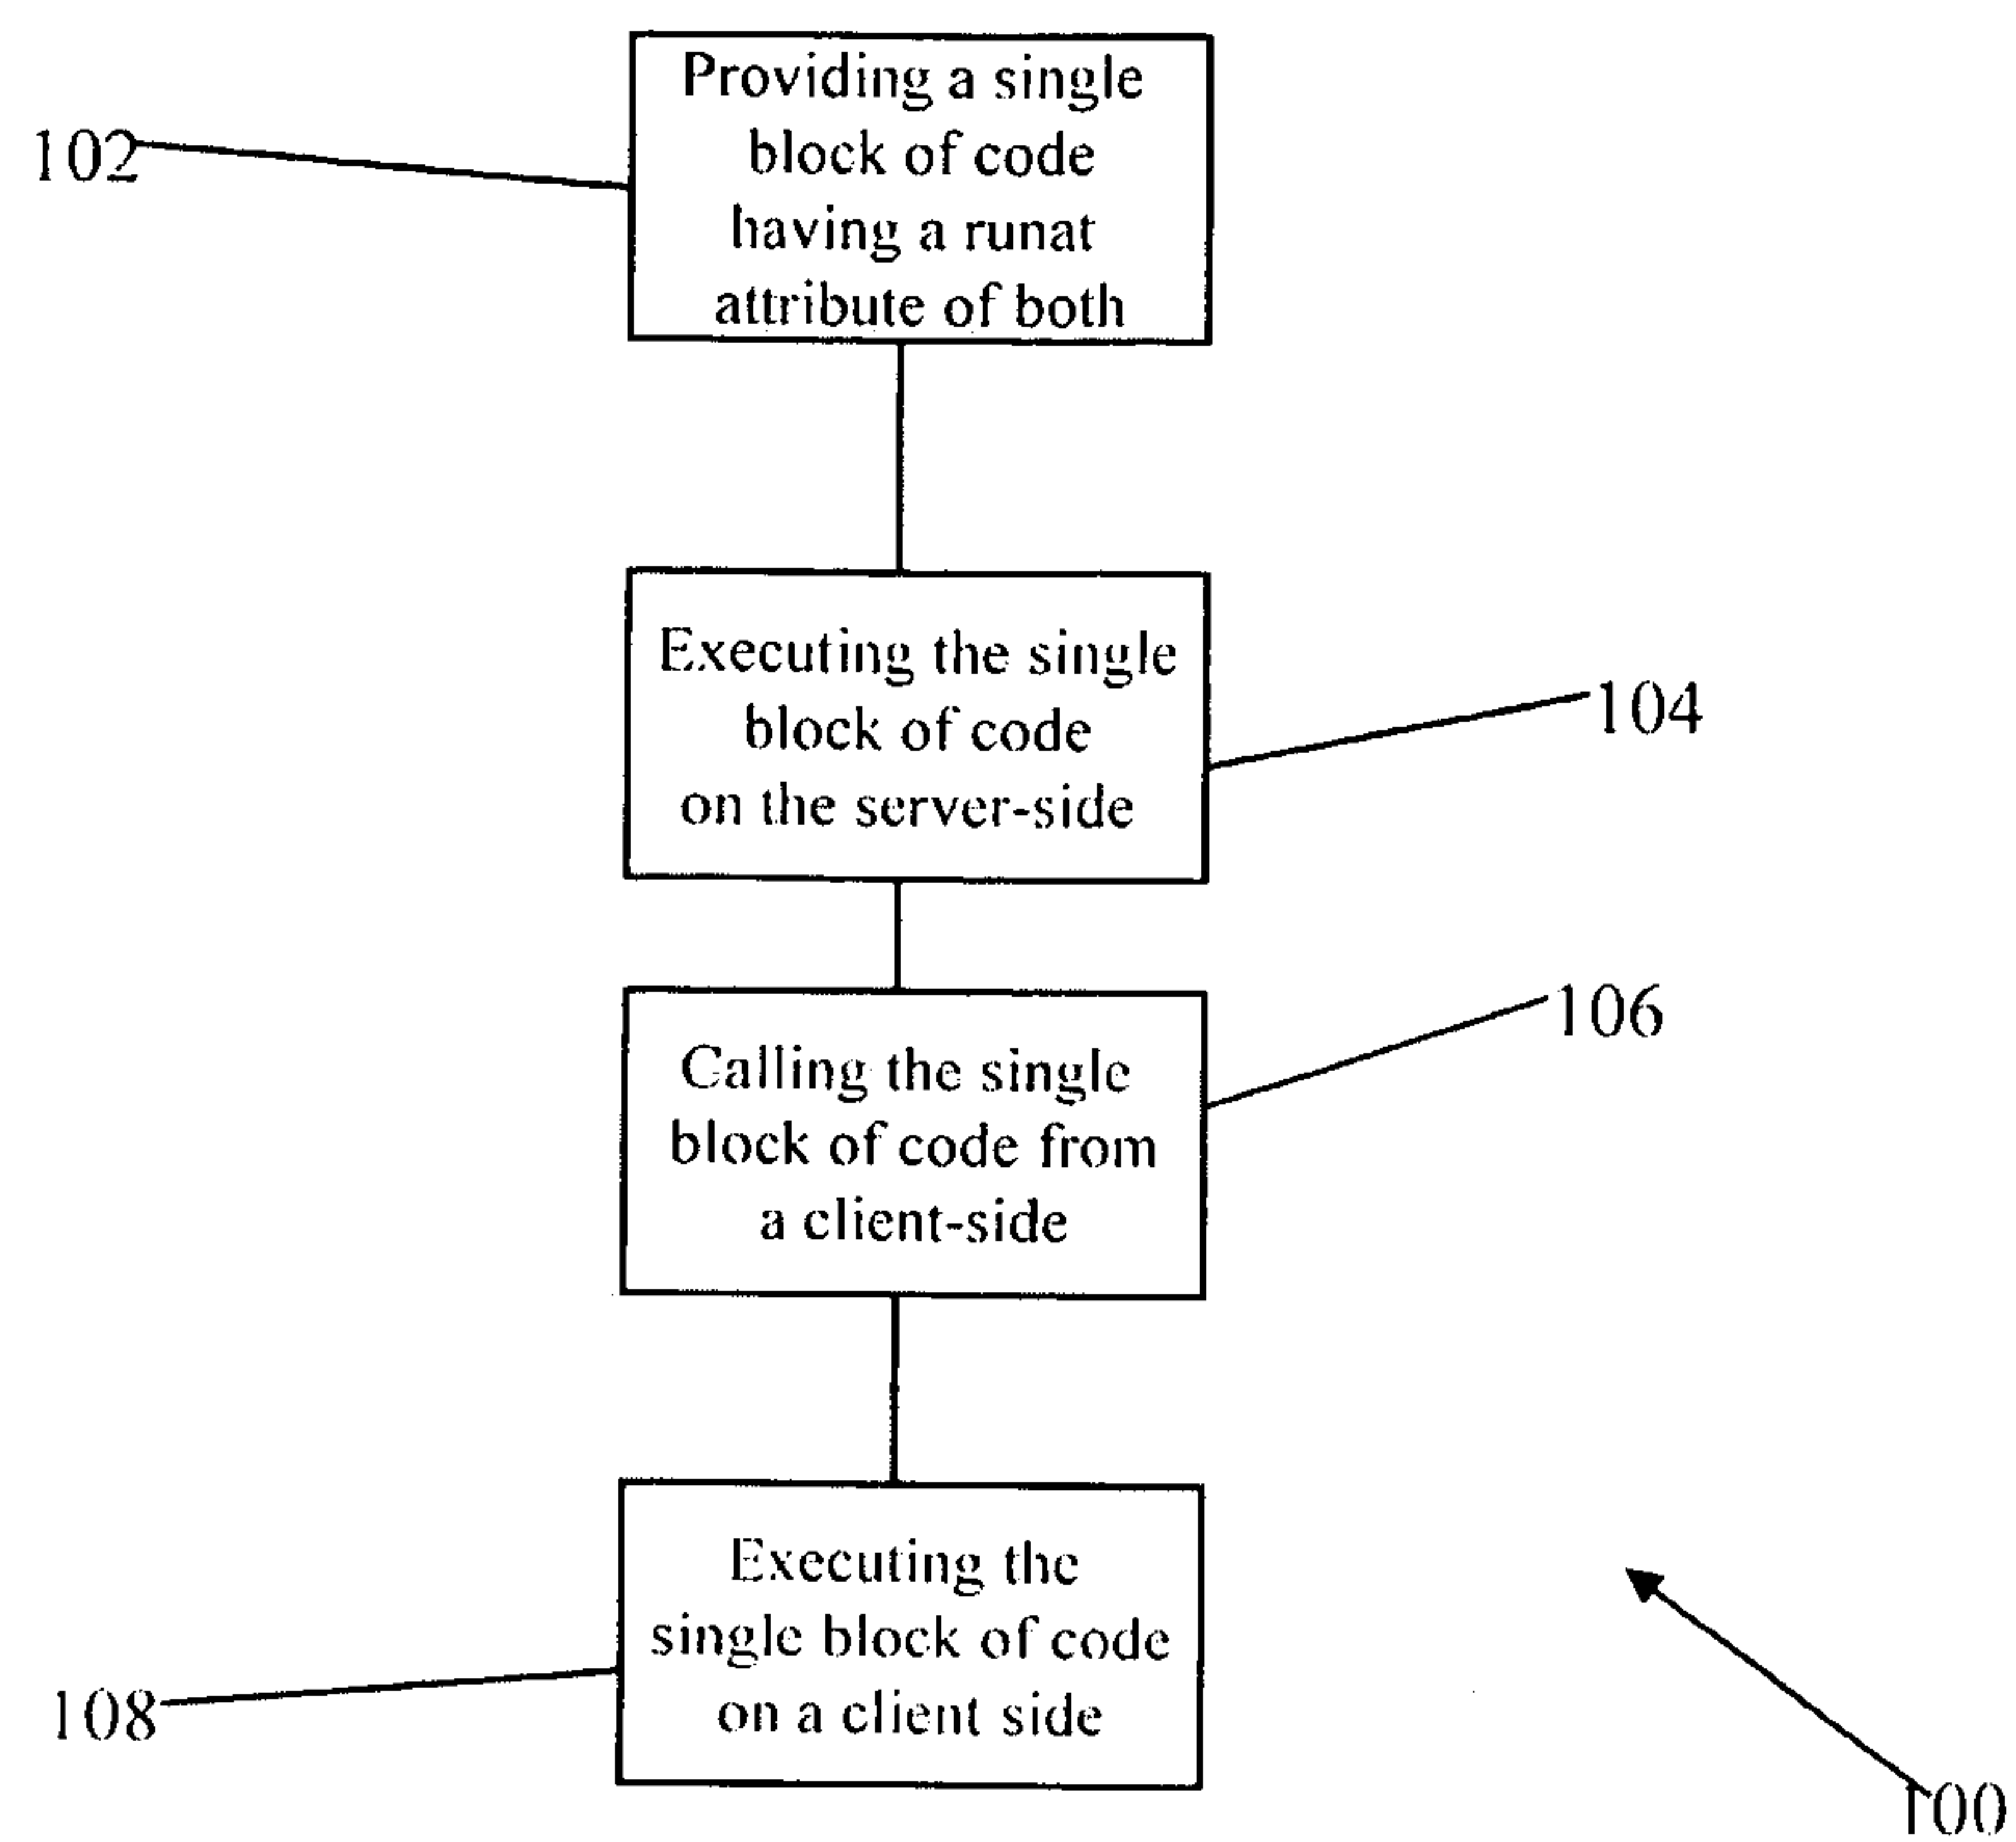 Providing a single
block of code
having a runat
attribute of both
102
Executing the single
block of code
on the server-side
104
Calling the single
block of code from
a client-side
106
Executing the
single block of code
on a client side
108
100